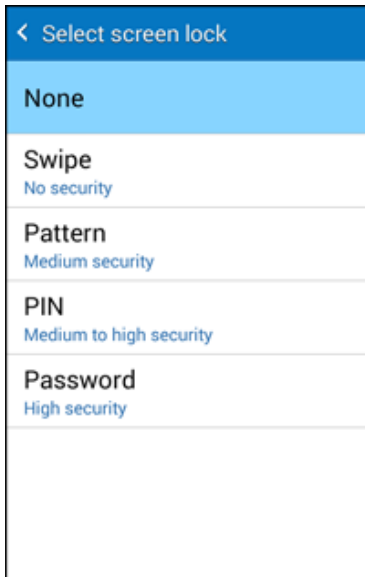 Select screen lock
None
Swipe
No security
Pattern
Medium security
PIN
Medium to high security
Password
High security